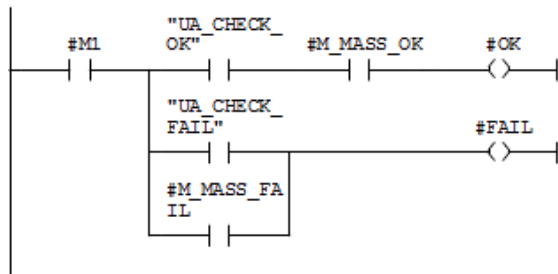 "UA_CHECK_
#M1 OK" #M_MASS_OK #OK
"UA_CHECK_
FAIL" #FAIL
#M_MASS_FA
IL